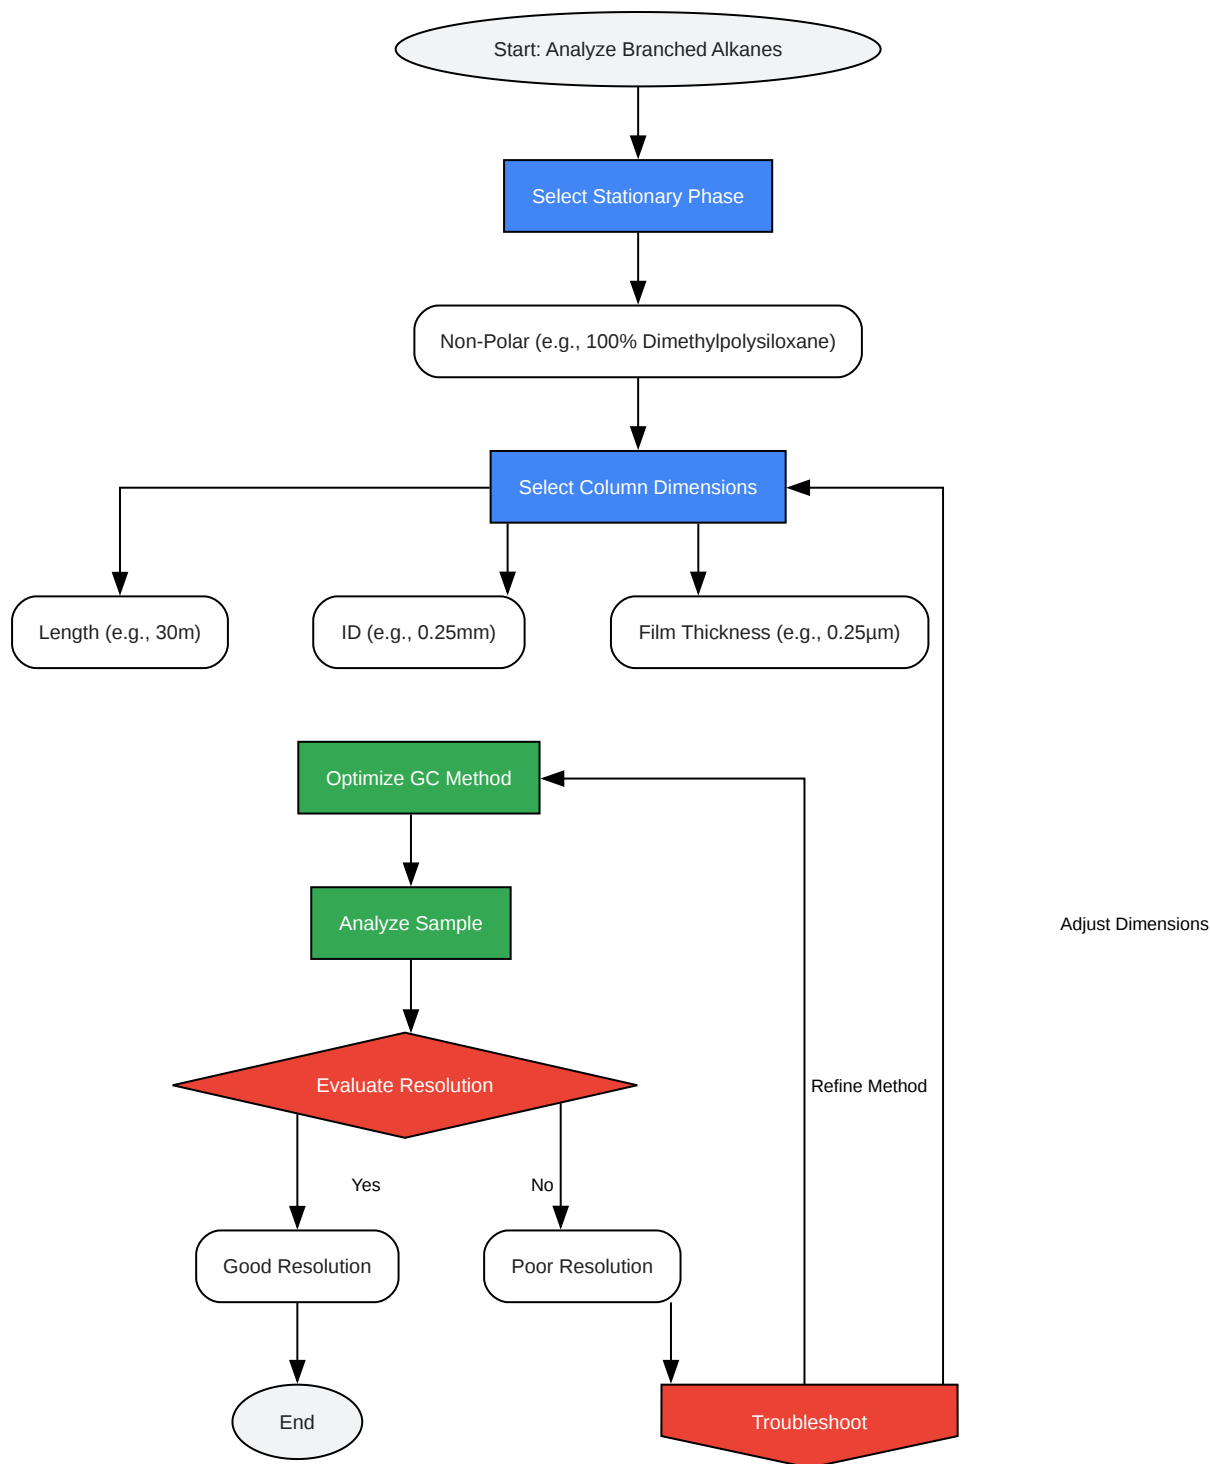 Start: Analyze Branched Alkanes
Select Stationary Phase
Non-Polar (e.g., 100% Dimethylpolysiloxane)
Select Column Dimensions
Length (e.g., 30m)
ID (e.g., 0.25mm)
Film Thickness (e.g., 0.25µm)
Optimize GC Method
Analyze Sample
Adjust Dimensions
Evaluate Resolution
Refine Method
Yes
No
Good Resolution
Poor Resolution
End
Troubleshoot